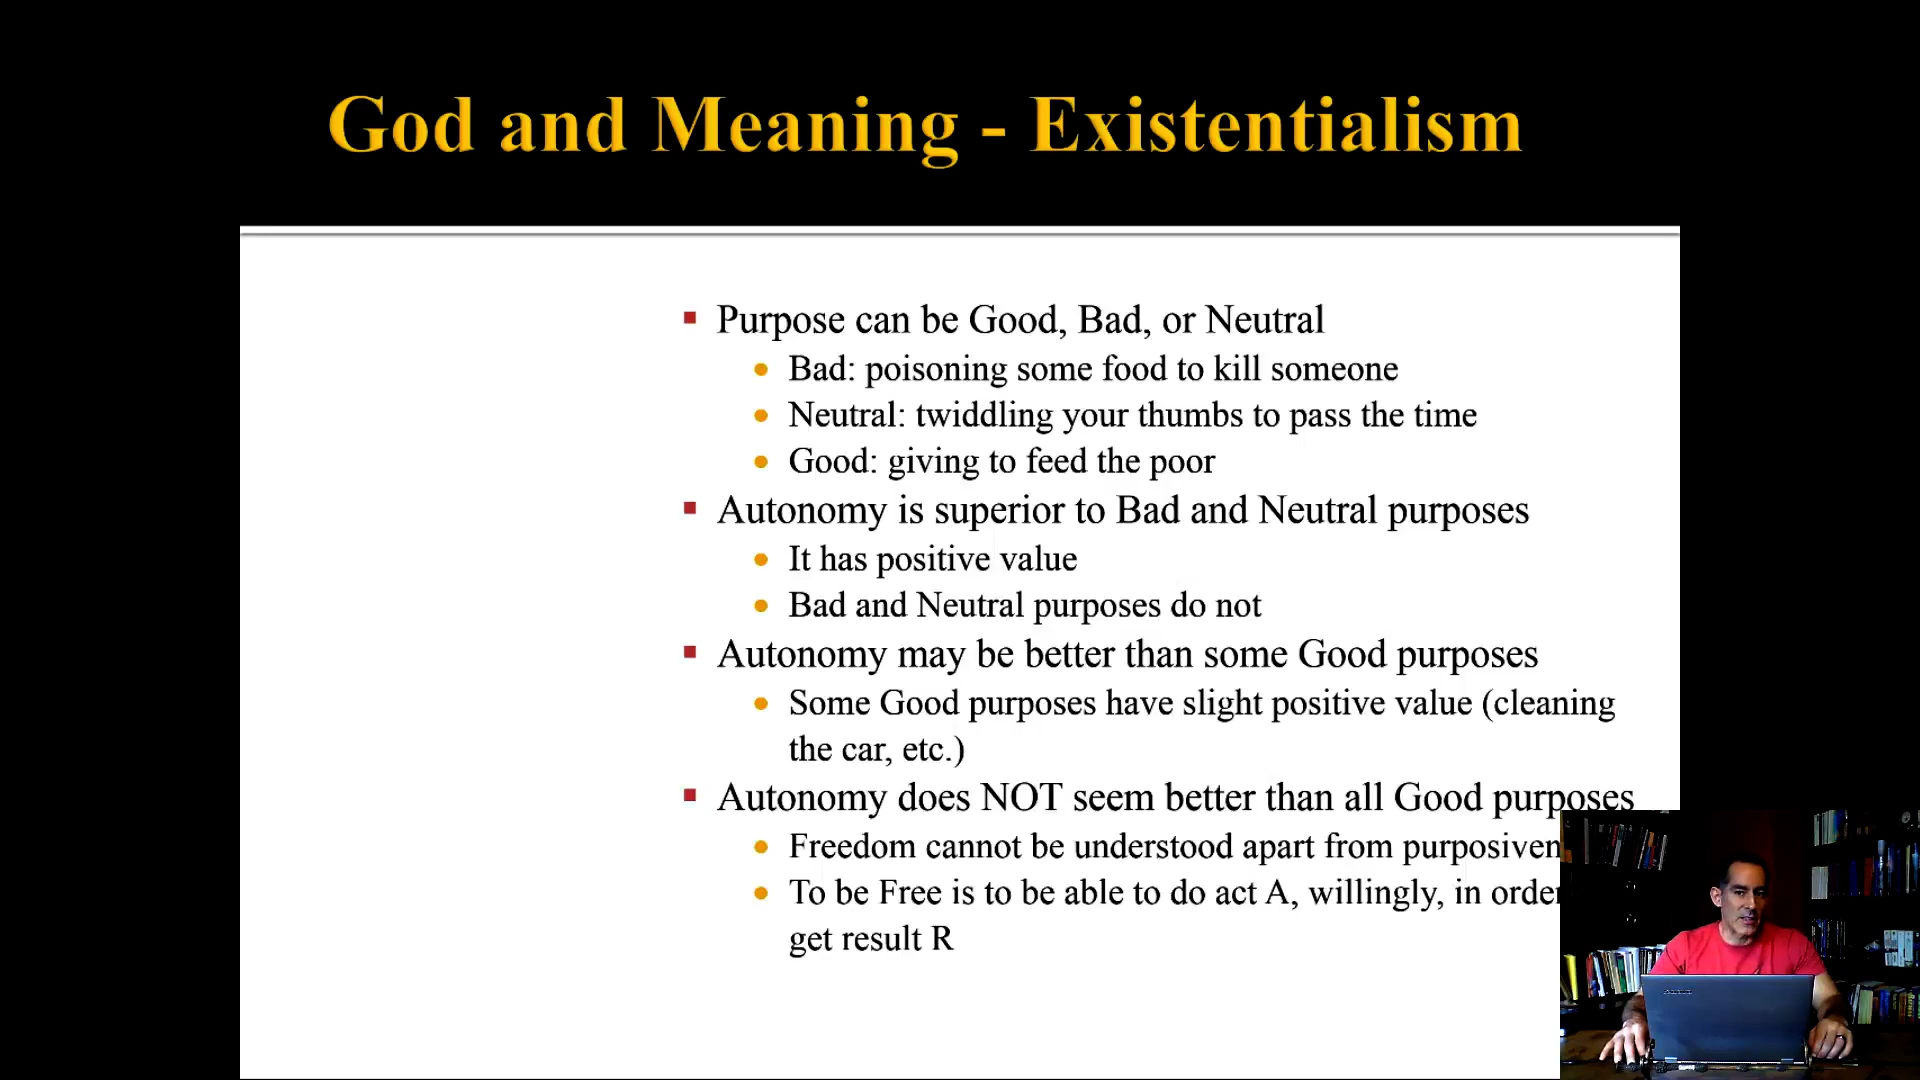 God and Meaning - Existentialism
Purpose can be Good, Bad, or Neutral
Bad: poisoning some food to kill someone
Neutral: twiddling your thumbs to pass the time
Good: giving to feed the poor
Autonomy is superior to Bad and Neutral purposes
It has positive value
Bad and Neutral purposes do not
Autonomy may be better than some Good purposes
Some Good purposes have slight positive value (cleaning
the car, etc.)
Autonomy does NOT seem better than all Good purposes
Freedom cannot be understood apart from purposiven
To be Free is to be able to do act A, willingly, in order
get result R